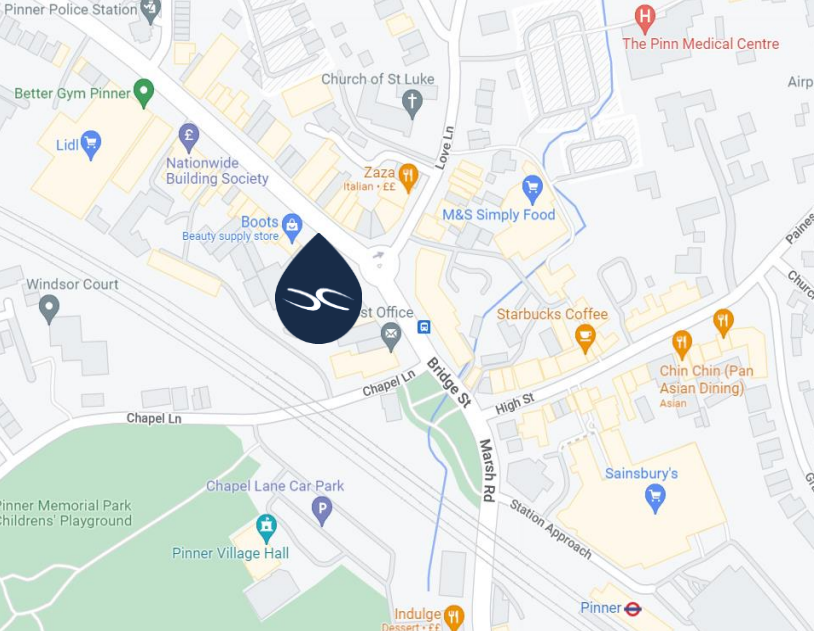 Pinner Police Station
The Pinn Medical Centre
Church of St Luke
Airp
Better Gym Pinner
Love Ln
Lidl
Nationwide
Building Society
Zaza
Italian • ££
M&S Simply Food
Boots
Beauty supply store
Paines
Church
Windsor Court
st Office
Starbucks Coffee
Chin Chin (Pan
Asian Dining)
Asian
Bridge St
Chapel Ln
High St
Chapel Ln
Marsh Rd
Sainsbury's
Chapel Lane Car Park
Pinner Memorial Park
Childrens' Playground
Station Approach
Pinner Village Hall
Pinner
Indulge
Dessert • ££